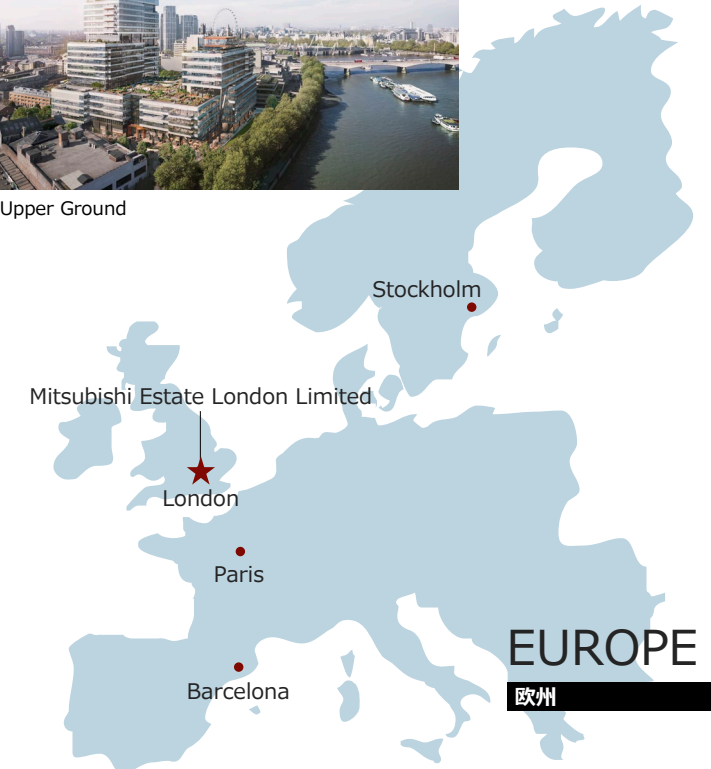 Upper Ground
Stockholm
Mitsubishi Estate London Limited
London
Paris
EUROPE
欧州
Barcelona